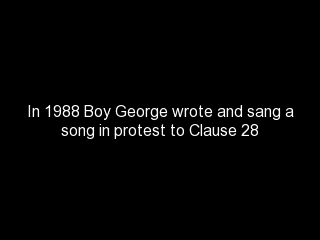 In 1988 Boy George wrote and sang a
song in protest to Clause 28